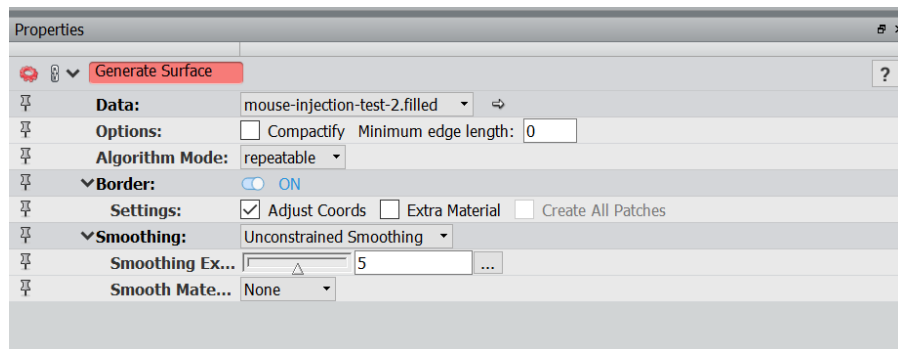 Properties
Generate Surface ?
Data: mouse-injection-test-2.filled
Options: Compactify Minimum edge length: 0
Algorithm Mode: repeatable
Border: ON
Settings: Adjust Coords Extra Material Create All Patches
Smoothing: Unconstrained Smoothing
Smoothing Ex... 5 ...
Smooth Mate... None